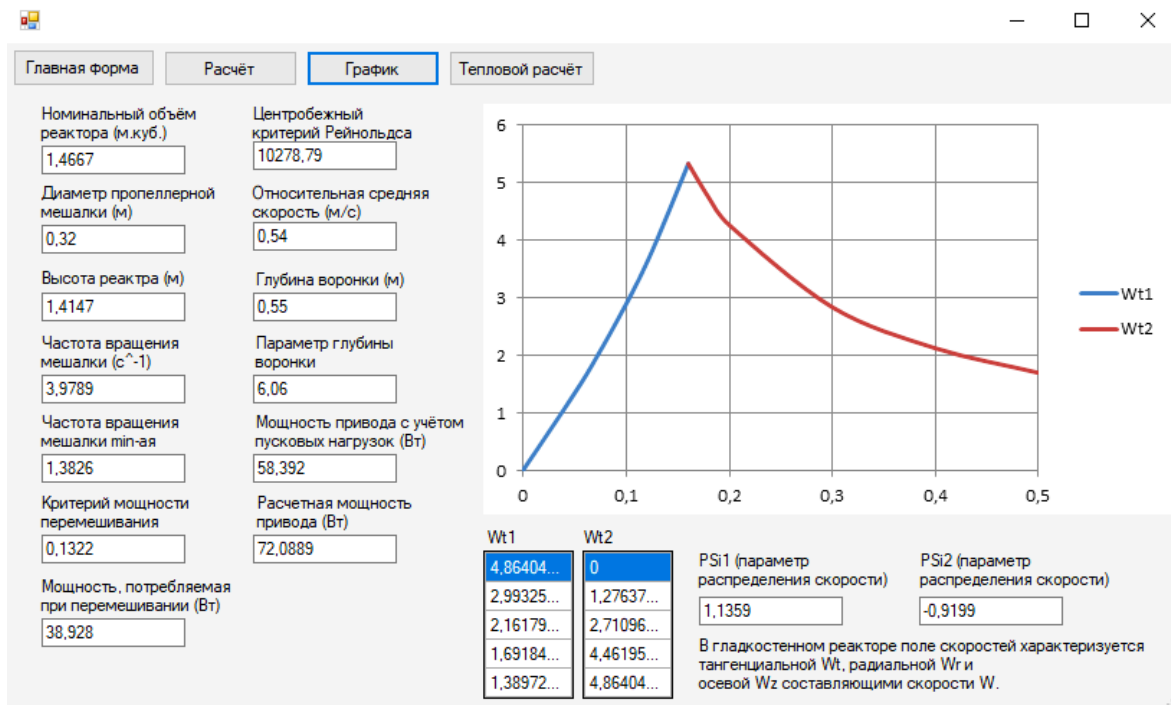 Главная форма
Расчёт
График
Тепловой расчёт
Номинальный объём
реактора (м.куб.)
1,4667
Диаметр пропеллерной
мешалки (м)
0,32
Высота реактра (м)
1,4147
Частота вращения
мешалки (с^-1)
3,9789
Частота вращения
мешалки min-ая
1,3826
Критерий мощности
перемешивания
0,1322
Мощность, потребляемая
при перемешивании (Вт)
38,928
Центробежный
критерий Рейнольдса
10278,79
Относительная средняя
скорость (м/с)
0,54
Глубина воронки (м)
0,55
Параметр глубины
воронки
6,06
Мощность привода с учётом
пусковых нагрузок (Вт)
58,392
Расчетная мощность
привода (Вт)
72,0889
6
5
4
3
2
1
0
0
0,1
0,2
0,3
0,4
0,5
Wt1
Wt2
Wt1
4,86404...
2,99325...
2,16179...
1,69184...
1,38972...
Wt2
0
1,27637...
2,71096...
4,46195...
4,86404...
PSi1 (параметр
распределения скорости)
1,1359
PSi2 (параметр
распределения скорости)
-0,9199
В гладкостенном реакторе поле скоростей характеризуется
тангенциальной Wt, радиальной Wr и
осевой Wz составляющими скорости W.